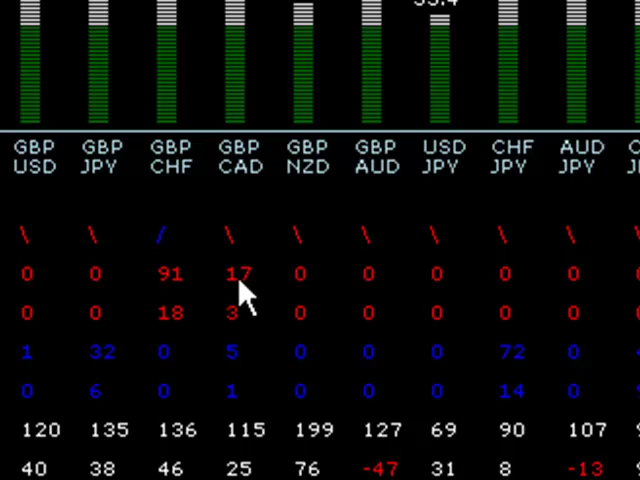 GBP GBP GBP GBP GBP GBP USD CHF AUD
USD JPY CHF CAD NZD AUD JPY JPY JPY
\ \ / \ \ \ \ \ \
0 0 91 17 0 0 0 0 0
0 0 18 3 0 0 0 0 0
1 32 0 5 0 0 0 72 0
0 6 0 1 0 0 0 14 0
120 135 136 115 199 127 69 90 107
40 38 46 25 76 -47 31 8 -13